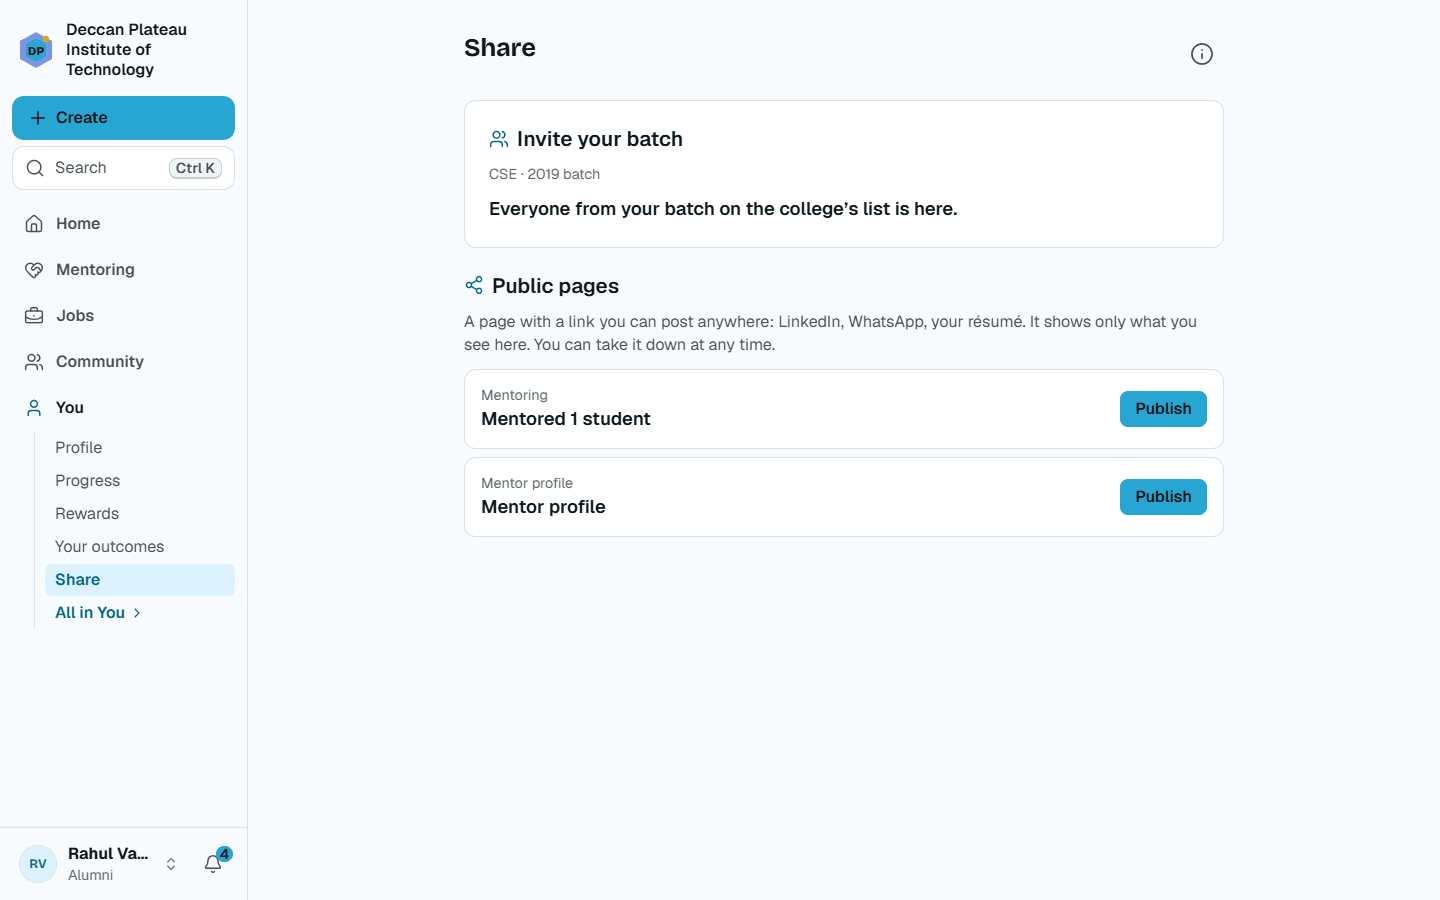 DP
Deccan Plateau
Institute of
Technology
Create
Search Ctrl K
Home
Mentoring
Jobs
Community
You
Profile
Progress
Rewards
Your outcomes
Share
All in You
RV
Rahul Va...
Alumni
4
Share
Invite your batch
CSE · 2019 batch
Everyone from your batch on the college’s list is here.
Public pages
A page with a link you can post anywhere: LinkedIn, WhatsApp, your résumé. It shows only what you
see here. You can take it down at any time.
Mentoring
Mentored 1 student
Publish
Mentor profile
Mentor profile
Publish